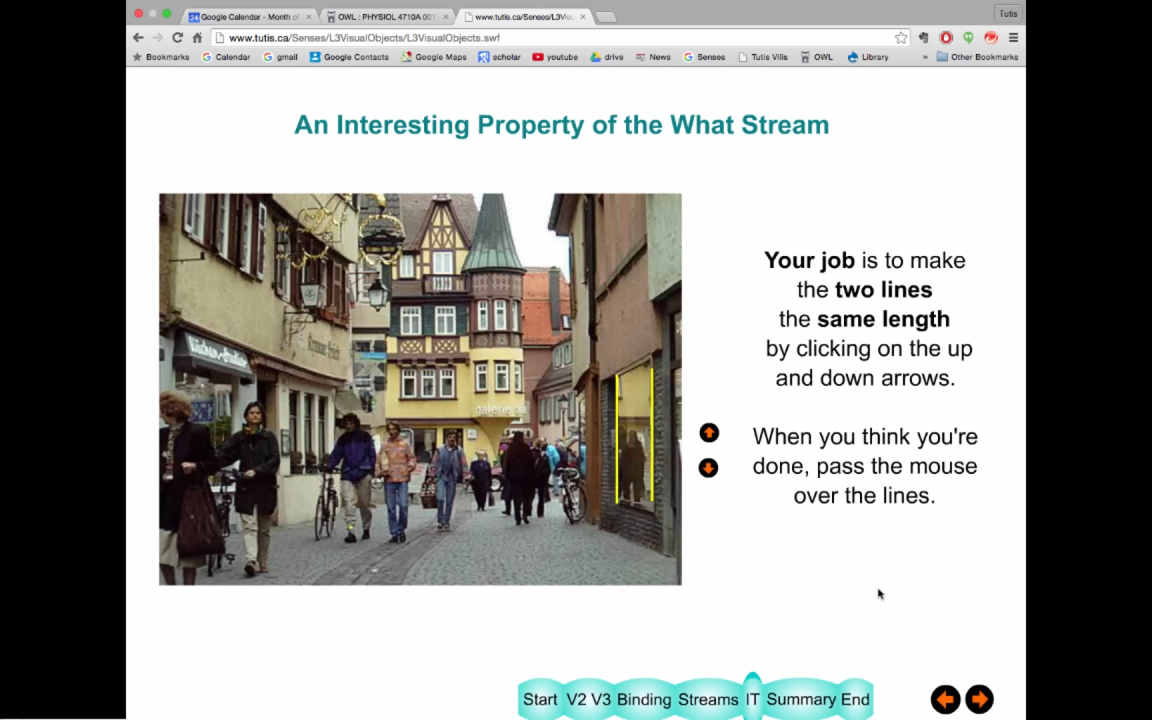 Google Calendar - Month of
OWL : PHYSIOL 4710A 001
www.tutis.ca/Senses/L3Visu
Tutis
www.tutis.ca/Senses/L3VisualObjects/L3VisualObjects.swf
Bookmarks Calendar gmail Google Contacts Google Maps scholar youtube drive News Senses Tutis Vilis OWL Library » Other Bookmarks
An Interesting Property of the What Stream
galerie
Your job is to make
the two lines
the same length
by clicking on the up
and down arrows.
When you think you're
done, pass the mouse
over the lines.
Start V2 V3 Binding Streams IT Summary End